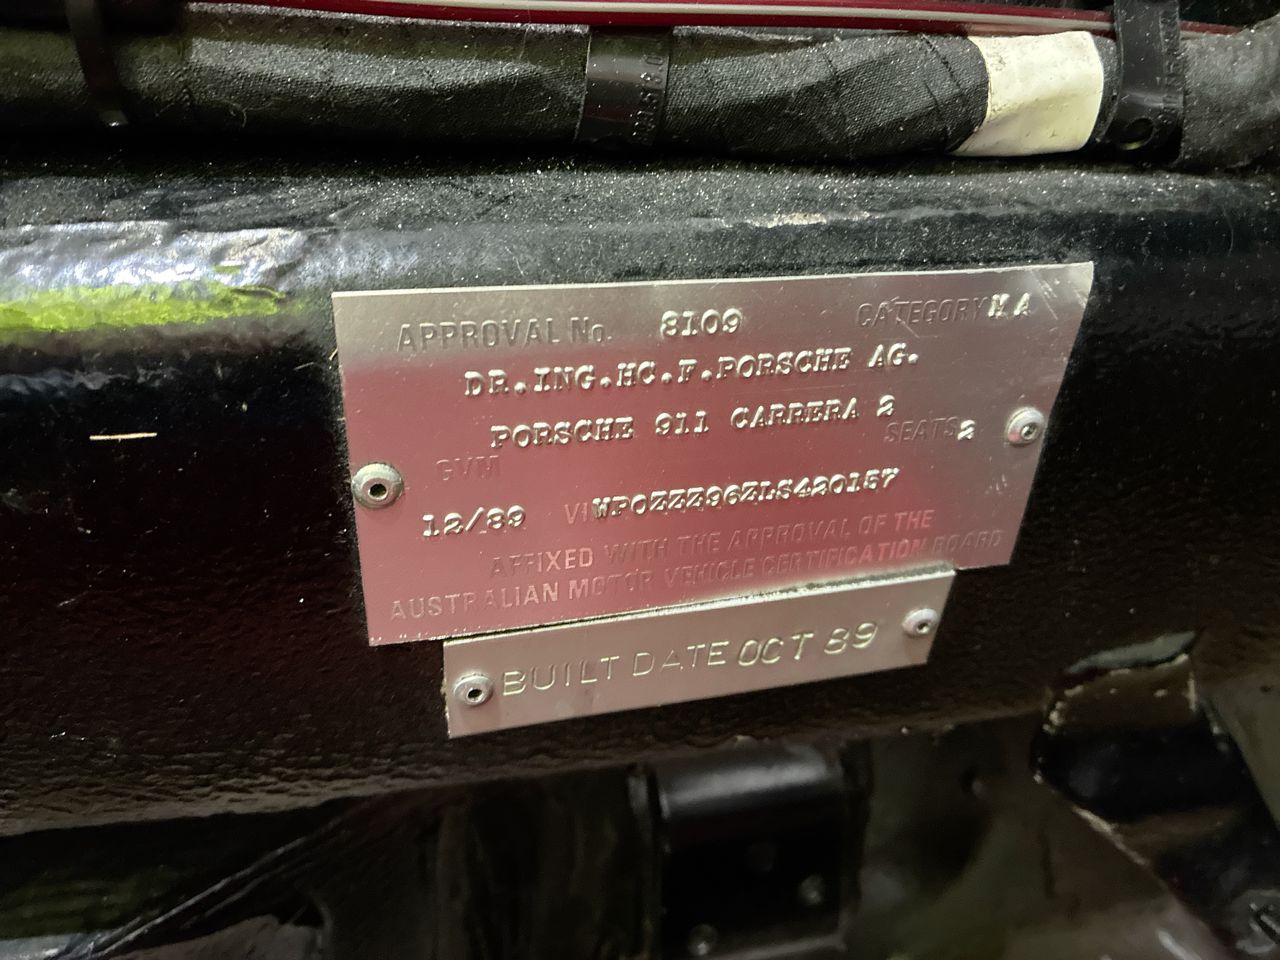 APPROVAL No. 8109 CATEGORY MA
DR.ING.HC.F.PORSCHE AG.
PORSCHE 911 CARRERA 2
GVM SEATS 2
12/89 VIN WP0ZZZ96ZLS420157
AFFIXED WITH THE APPROVAL OF THE
AUSTRALIAN MOTOR VEHICLE CERTIFICATION BOARD
BUILT DATE OCT 89